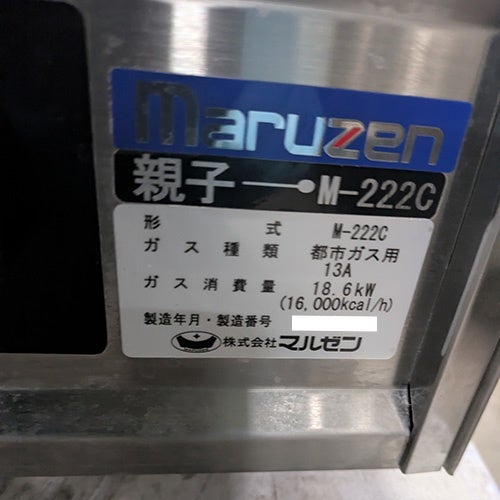 maruzen
親子 M-222C
形式 M-222C
ガス種類 都市ガス用
13A
ガス消費量 18.6kW
(16,000kcal/h)
製造年月・製造番号
株式会社マルゼン